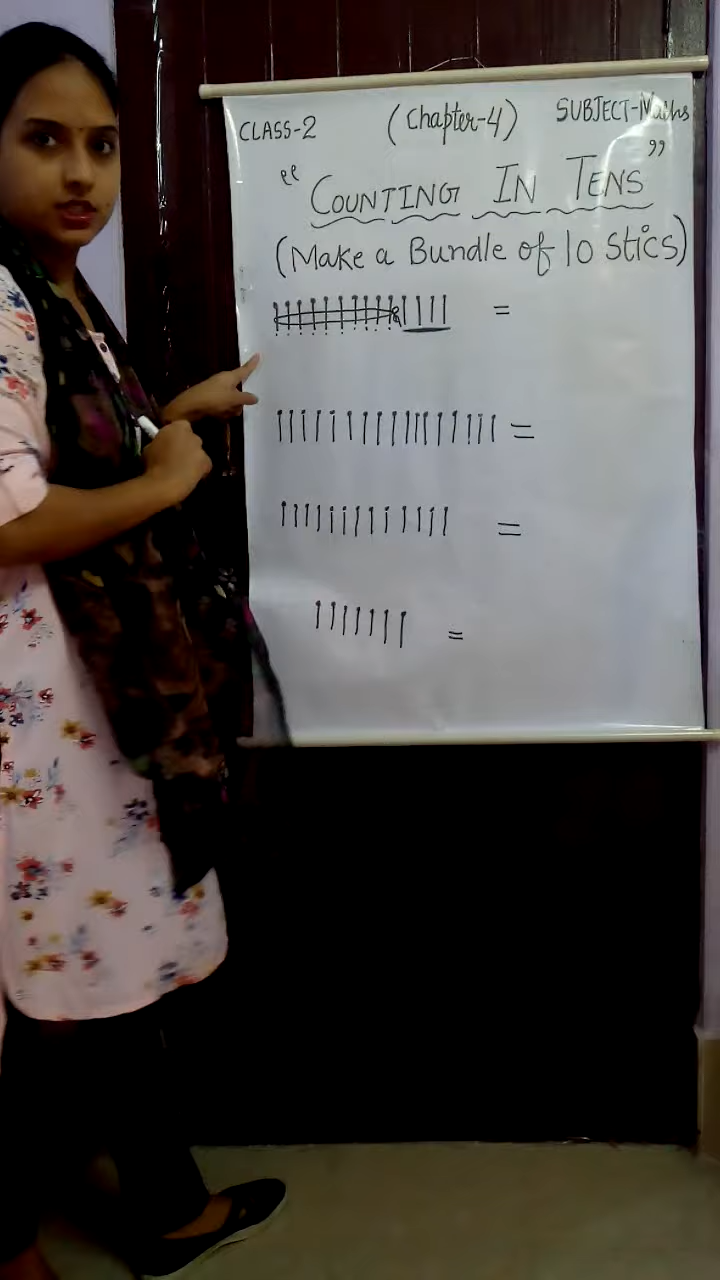 CLASS-2 (Chapter-4) SUBJECT-Maths
"COUNTING IN TENS"
(Make a Bundle of 10 Stics)
=
=
=
=